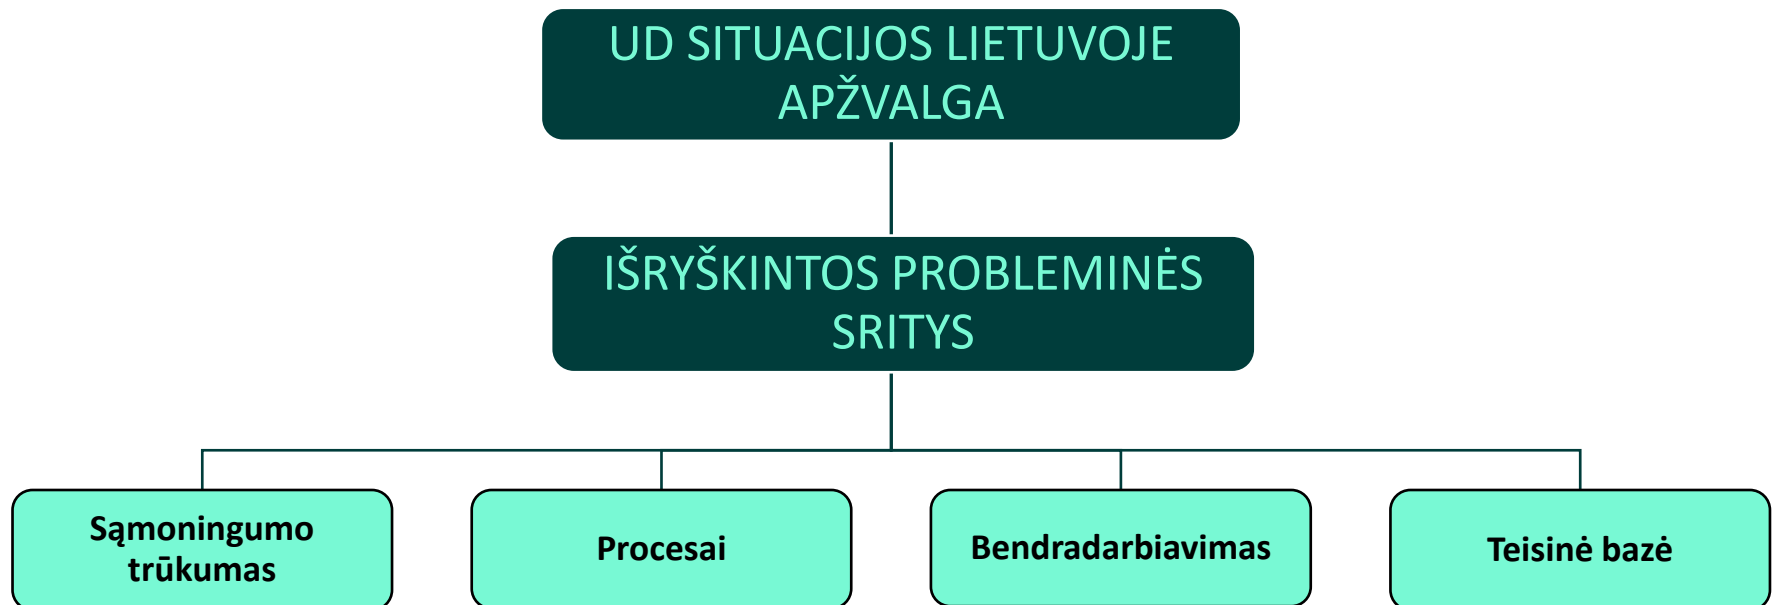 UD SITUACIJOS LIETUVOJE
APŽVALGA
IŠRYŠKINTOS PROBLEMINĖS
SRITYS
Sąmoningumo
trūkumas
Procesai
Bendradarbiavimas
Teisinė bazė